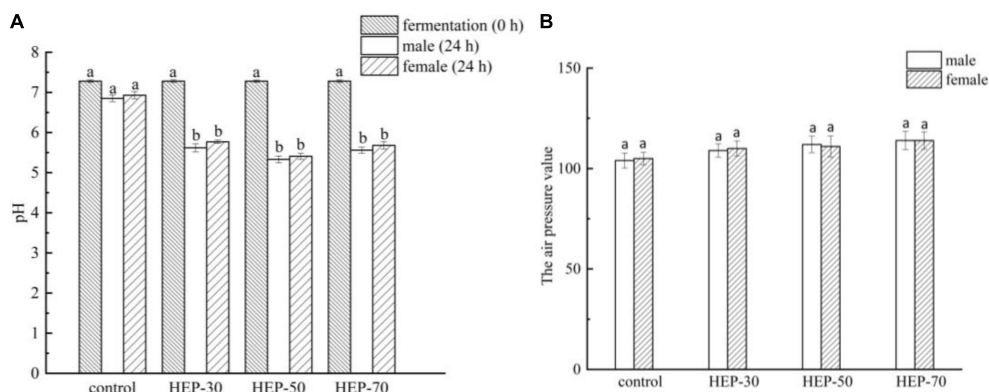 A
fermentation (0 h)
male (24 h)
female (24 h)
8
7
6
5
4
3
2
1
0
pH
a a a a b b a b b a b b
control HEP-30 HEP-50 HEP-70
B
male
female
150
100
50
0
The air pressure value
a a a a a a a a
control HEP-30 HEP-50 HEP-70